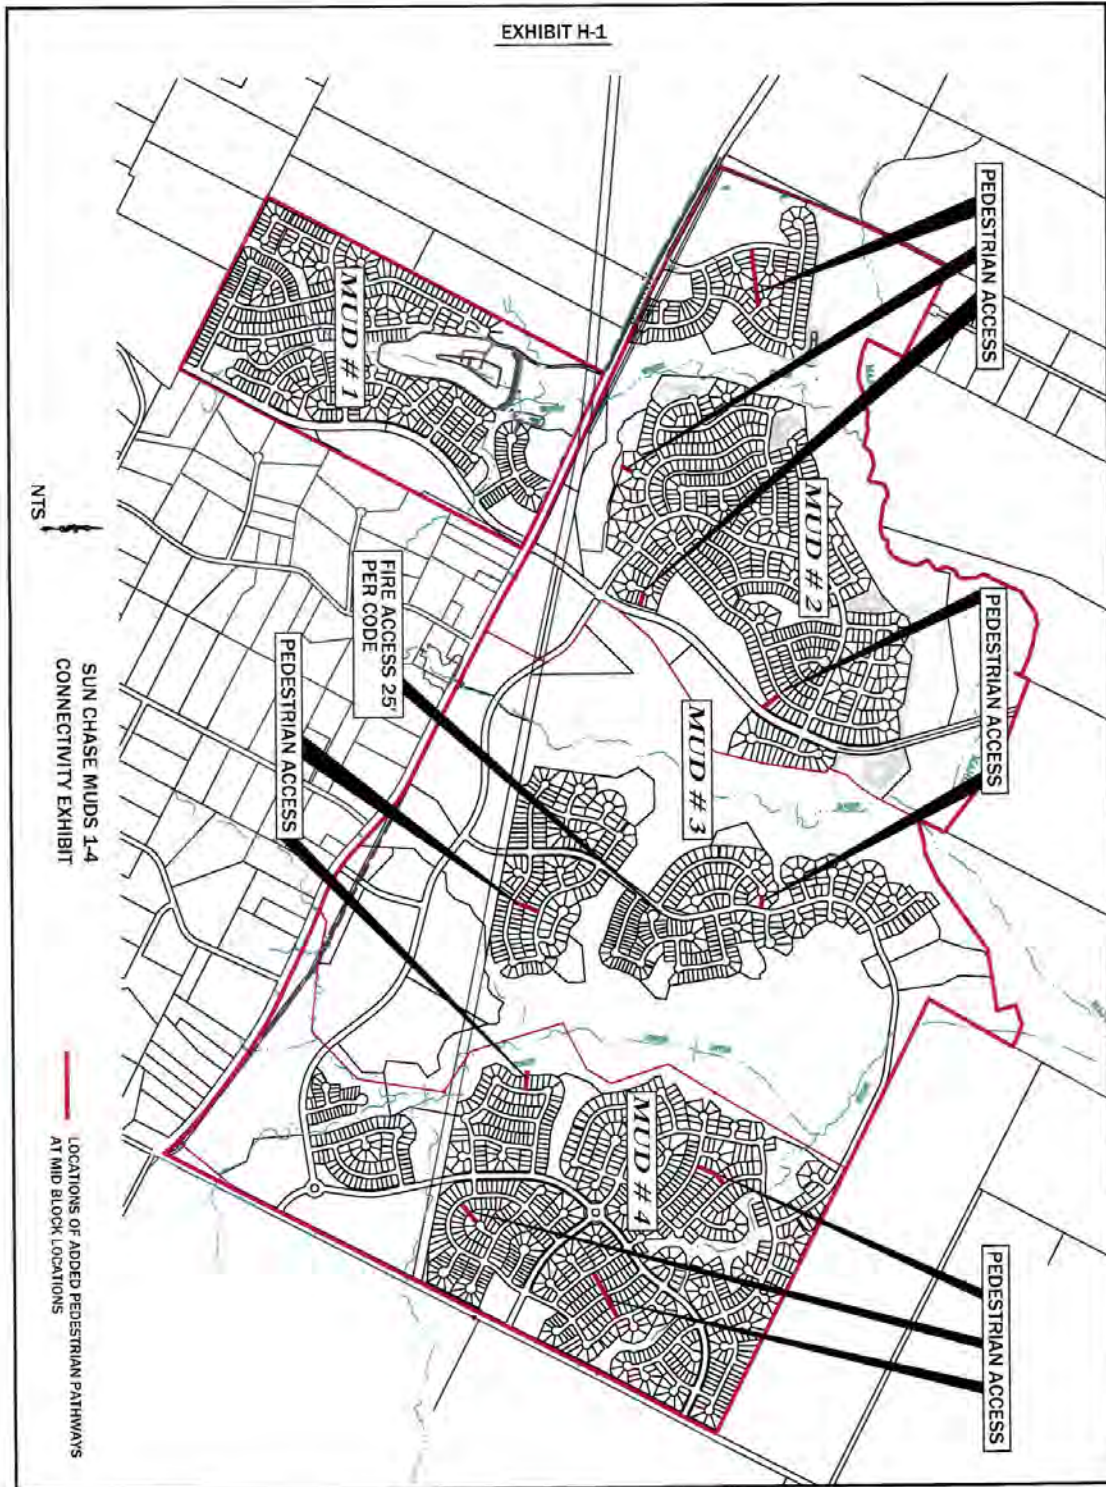 EXHIBIT H-1
PEDESTRIAN ACCESS
PEDESTRIAN ACCESS
PEDESTRIAN ACCESS
MUD #1
MUD #2
MUD #3
MUD #4
FIRE ACCESS 25'
PER CODE
PEDESTRIAN ACCESS
NTS
SUN CHASE MUDS 1-4
CONNECTIVITY EXHIBIT
LOCATIONS OF ADDED PEDESTRIAN PATHWAYS
AT MID BLOCK LOCATIONS